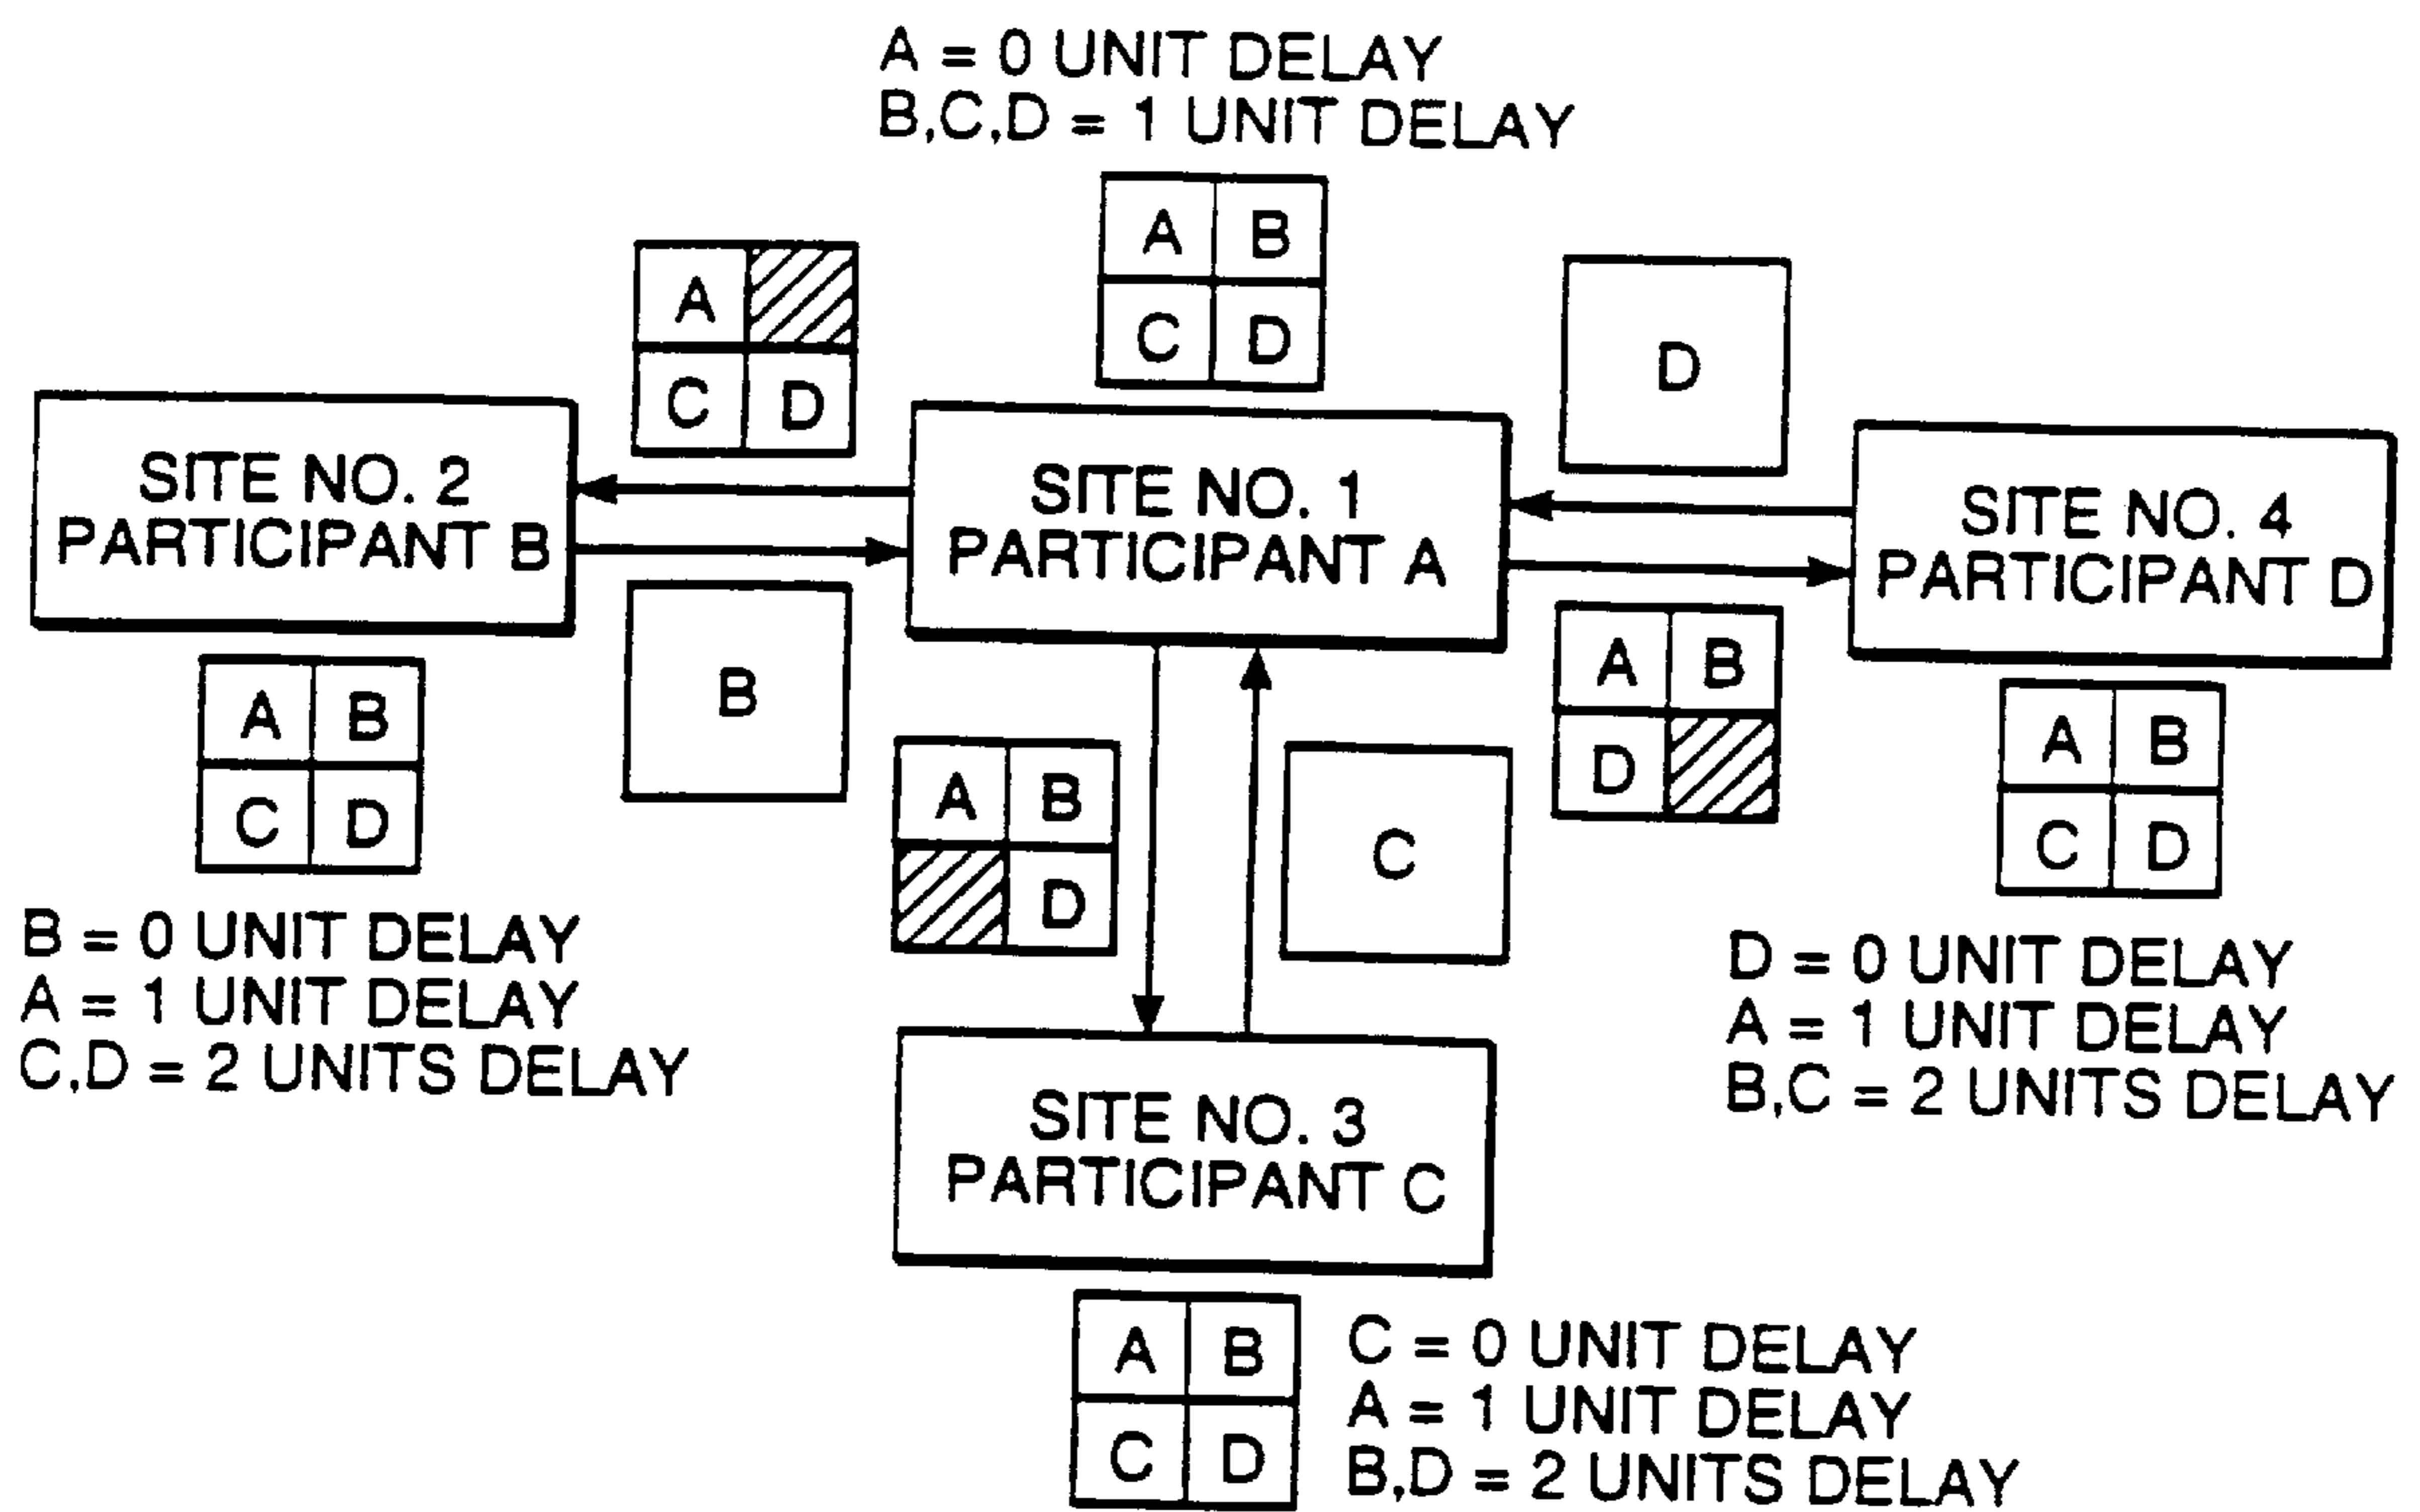 A = 0 UNIT DELAY
B,C,D = 1 UNIT DELAY
A B
C D
A
C D
D
SITE NO. 2
PARTICIPANT B
SITE NO. 1
PARTICIPANT A
SITE NO. 4
PARTICIPANT D
A B
C D
B
A B
D
C
A B
D
A B
C D
B = 0 UNIT DELAY
A = 1 UNIT DELAY
C,D = 2 UNITS DELAY
D = 0 UNIT DELAY
A = 1 UNIT DELAY
B,C = 2 UNITS DELAY
SITE NO. 3
PARTICIPANT C
A B
C D
C = 0 UNIT DELAY
A = 1 UNIT DELAY
B,D = 2 UNITS DELAY